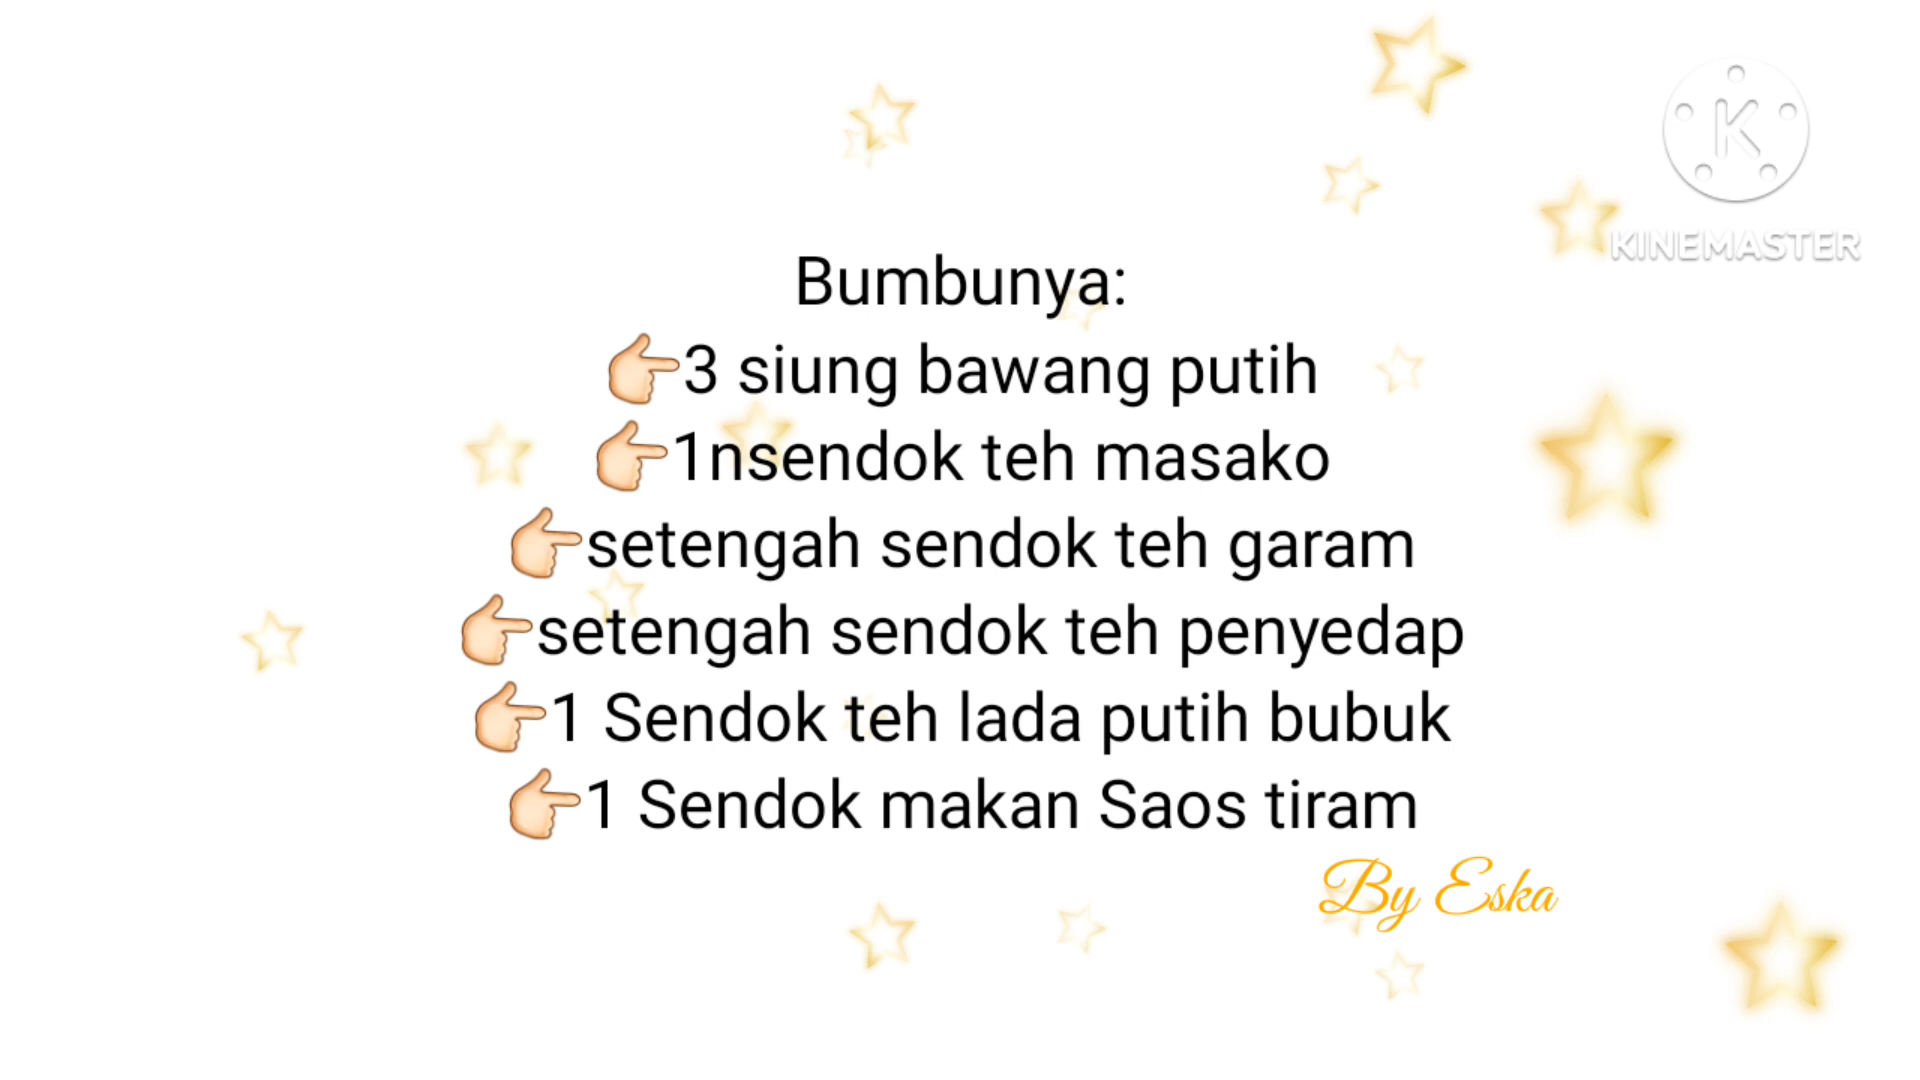 K
KINEMASTER
Bumbunya:
👉🏻3 siung bawang putih
👉🏻1nsendok teh masako
👉🏻setengah sendok teh garam
👉🏻setengah sendok teh penyedap
👉🏻1 Sendok teh lada putih bubuk
👉🏻1 Sendok makan Saos tiram
By Eska